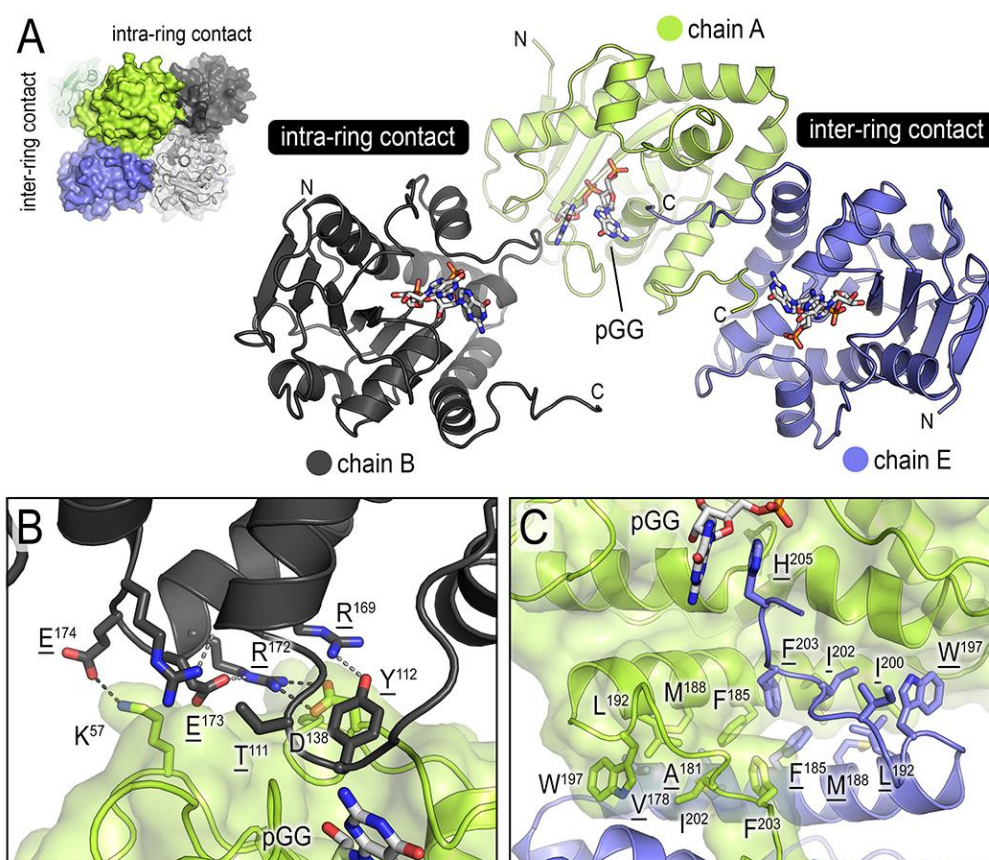 A
intra-ring contact
inter-ring contact
chain A
intra-ring contact
inter-ring contact
N
N
C
C
pGG
C
N
chain B
chain E
B
E174
R169
R172
Y112
K57
E173
T111
D138
pGG
C
pGG
H205
F203
I202
I200
W197
L192
M188
F185
W197
A181
V178
I202
F203
F185
M188
L192